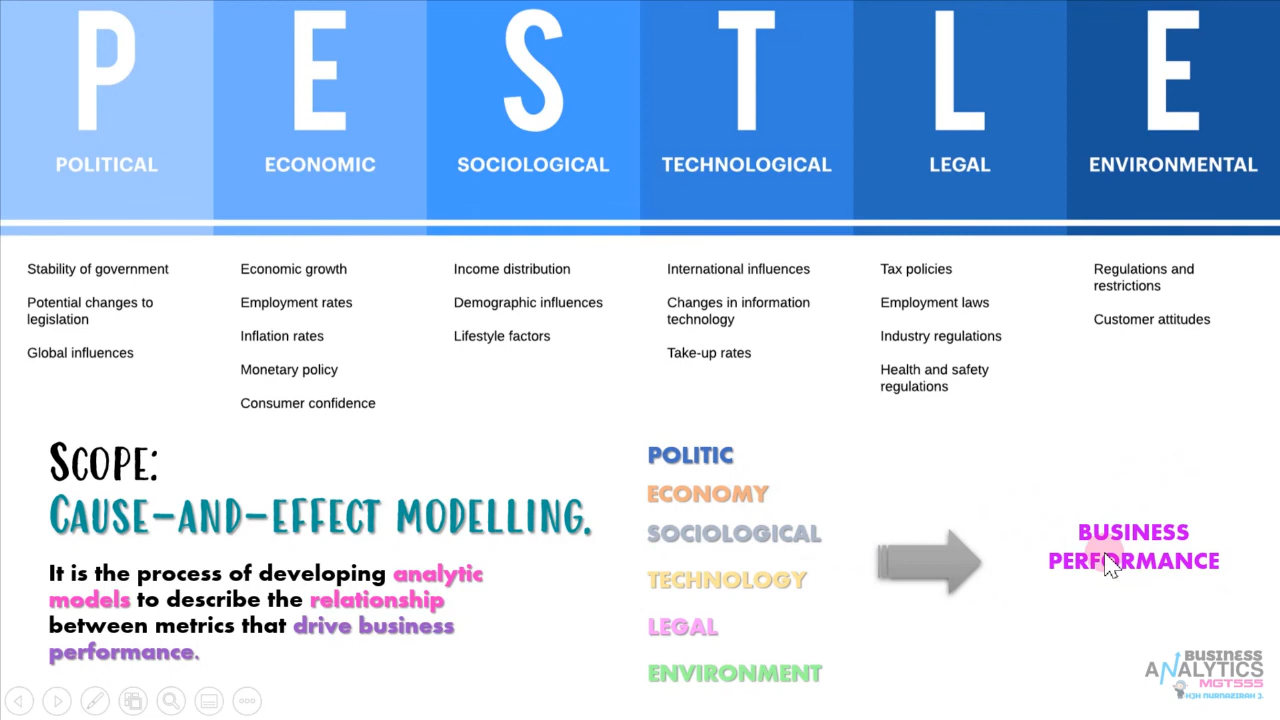 P E S T L E
POLITICAL ECONOMIC SOCIOLOGICAL TECHNOLOGICAL LEGAL ENVIRONMENTAL
Stability of government
Potential changes to
legislation
Global influences
Economic growth
Employment rates
Inflation rates
Monetary policy
Consumer confidence
Income distribution
Demographic influences
Lifestyle factors
International influences
Changes in information
technology
Take-up rates
Tax policies
Employment laws
Industry regulations
Health and safety
regulations
Regulations and
restrictions
Customer attitudes
SCOPE:
CAUSE-AND-EFFECT MODELLING.
It is the process of developing analytic
models to describe the relationship
between metrics that drive business
performance.
POLITIC
ECONOMY
SOCIOLOGICAL
TECHNOLOGY
LEGAL
ENVIRONMENT
BUSINESS
PERFORMANCE
BUSINESS
ANALYTICS
MGT555
HJH NURNAZIRAH J.